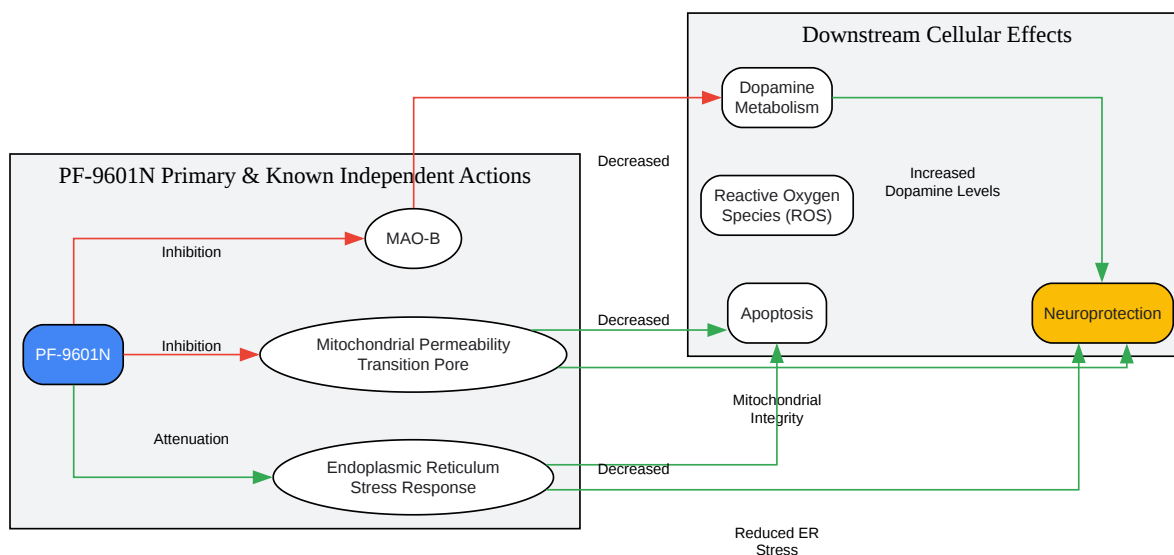 Downstream Cellular Effects
Dopamine
Metabolism
Decreased
PF-9601N Primary & Known Independent Actions
Increased
Dopamine Levels
Reactive Oxygen
Species (ROS)
MAO-B
Inhibition
Decreased
Apoptosis
Neuroprotection
PF-9601N
Inhibition
Mitochondrial Permeability
Transition Pore
Mitochondrial
Integrity
Attenuation
Endoplasmic Reticulum
Stress Response
Decreased
Reduced ER
Stress